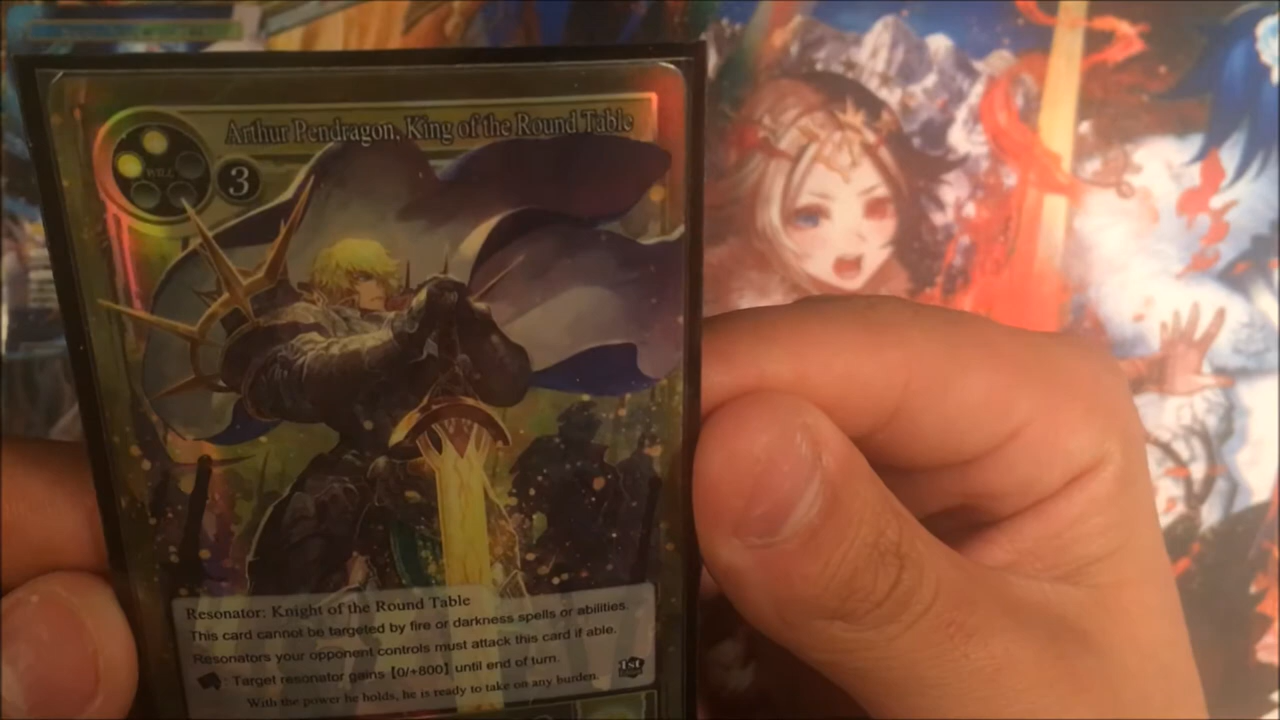 Arthur Pendragon, King of the Round Table
WILL
3
Resonator: Knight of the Round Table
This card cannot be targeted by fire or darkness spells or abilities.
Resonators your opponent controls must attack this card if able.
: Target resonator gains [0/+800] until end of turn.
With the power he holds, he is ready to take on any burden.
1ST